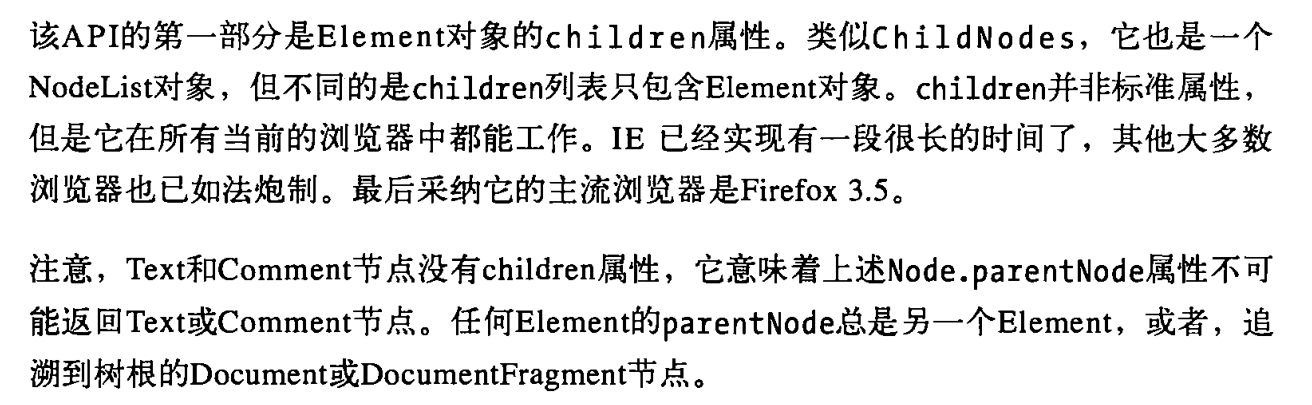 该API的第一部分是Element对象的children属性。类似ChildNodes，它也是一个
NodeList对象，但不同的是children列表只包含Element对象。children并非标准属性，
但是它在所有当前的浏览器中都能工作。IE 已经实现有一段很长的时间了，其他大多数
浏览器也已如法炮制。最后采纳它的主流浏览器是Firefox 3.5。
注意，Text和Comment节点没有children属性，它意味着上述Node.parentNode属性不可
能返回Text或Comment节点。任何Element的parentNode总是另一个Element，或者，追
溯到树根的Document或DocumentFragment节点。